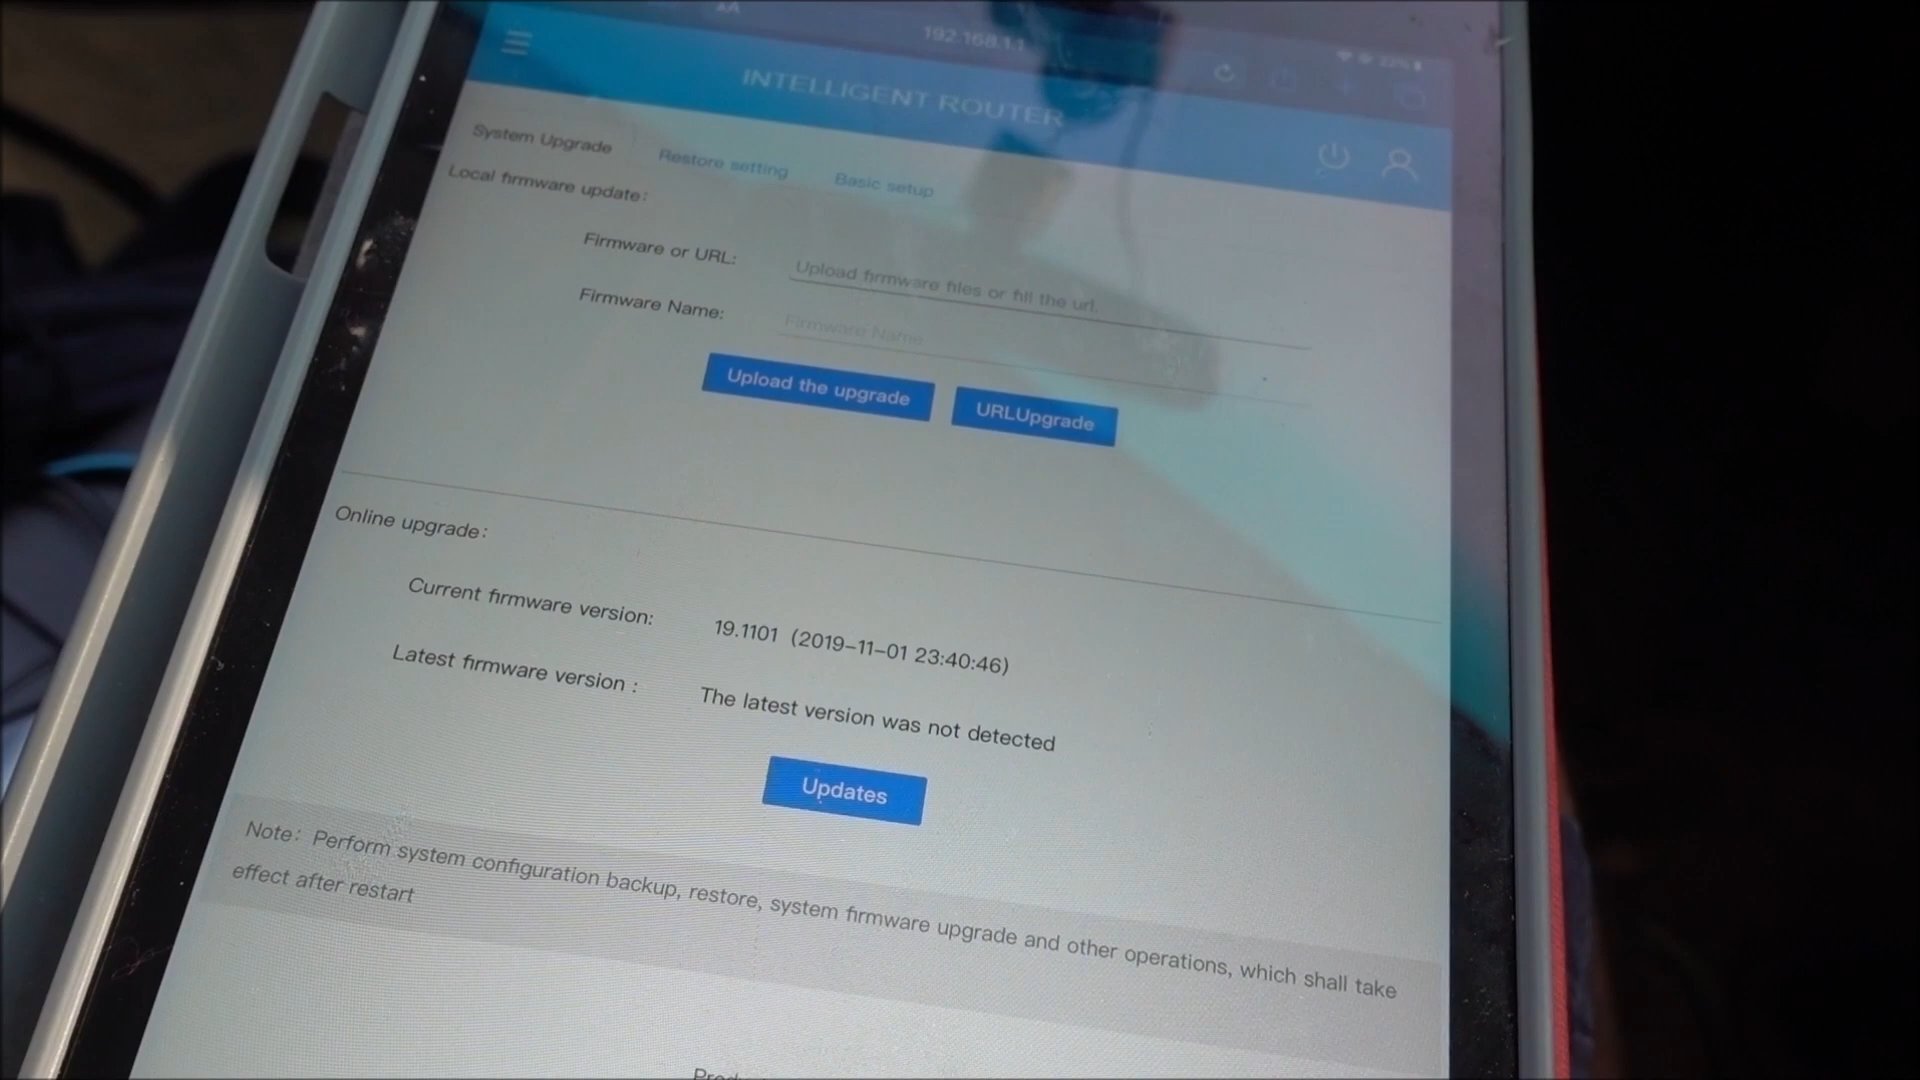 AA
192.168.1.1
22%
INTELLIGENT ROUTER
System Upgrade
Restore setting
Basic setup
Local firmware update:
Firmware or URL:
Upload firmware files or fill the url.
Firmware Name:
Firmware Name
Upload the upgrade
URLUpgrade
Online upgrade:
Current firmware version:
19.1101 (2019-11-01 23:40:46)
Latest firmware version :
The latest version was not detected
Updates
Note: Perform system configuration backup, restore, system firmware upgrade and other operations, which shall take
effect after restart